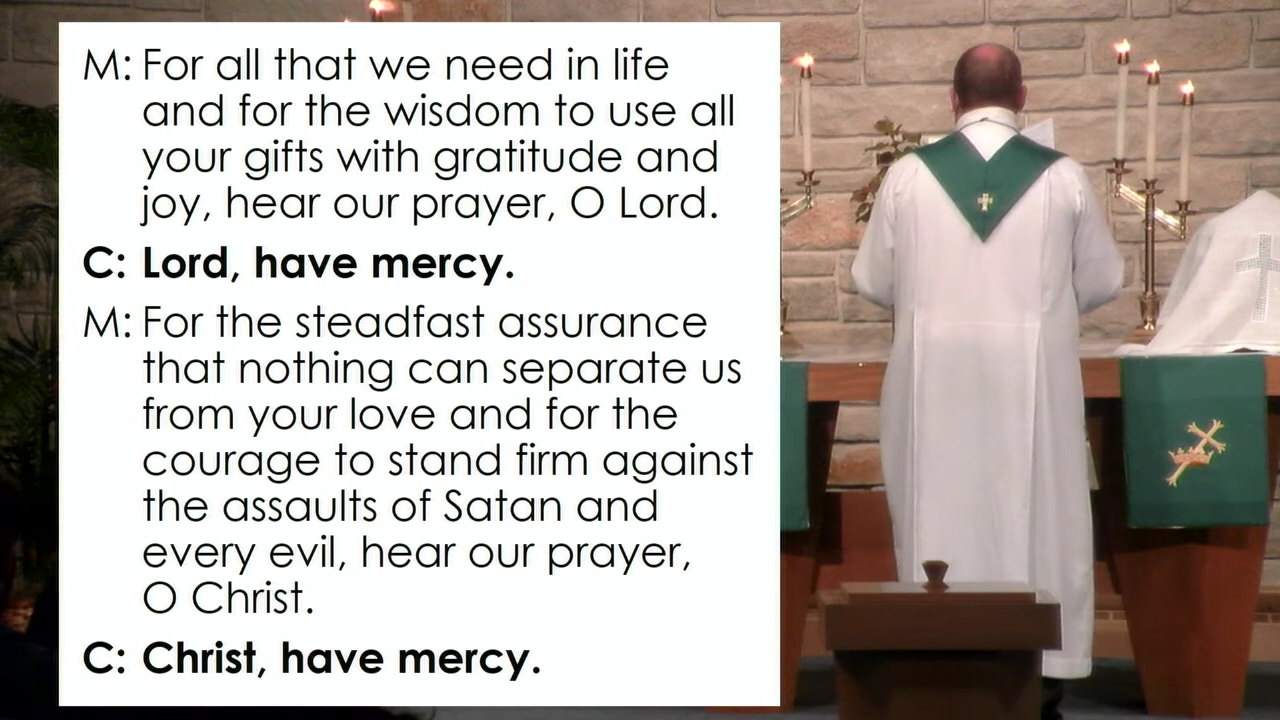 M: For all that we need in life
and for the wisdom to use all
your gifts with gratitude and
joy, hear our prayer, O Lord.
C: Lord, have mercy.
M: For the steadfast assurance
that nothing can separate us
from your love and for the
courage to stand firm against
the assaults of Satan and
every evil, hear our prayer,
O Christ.
C: Christ, have mercy.